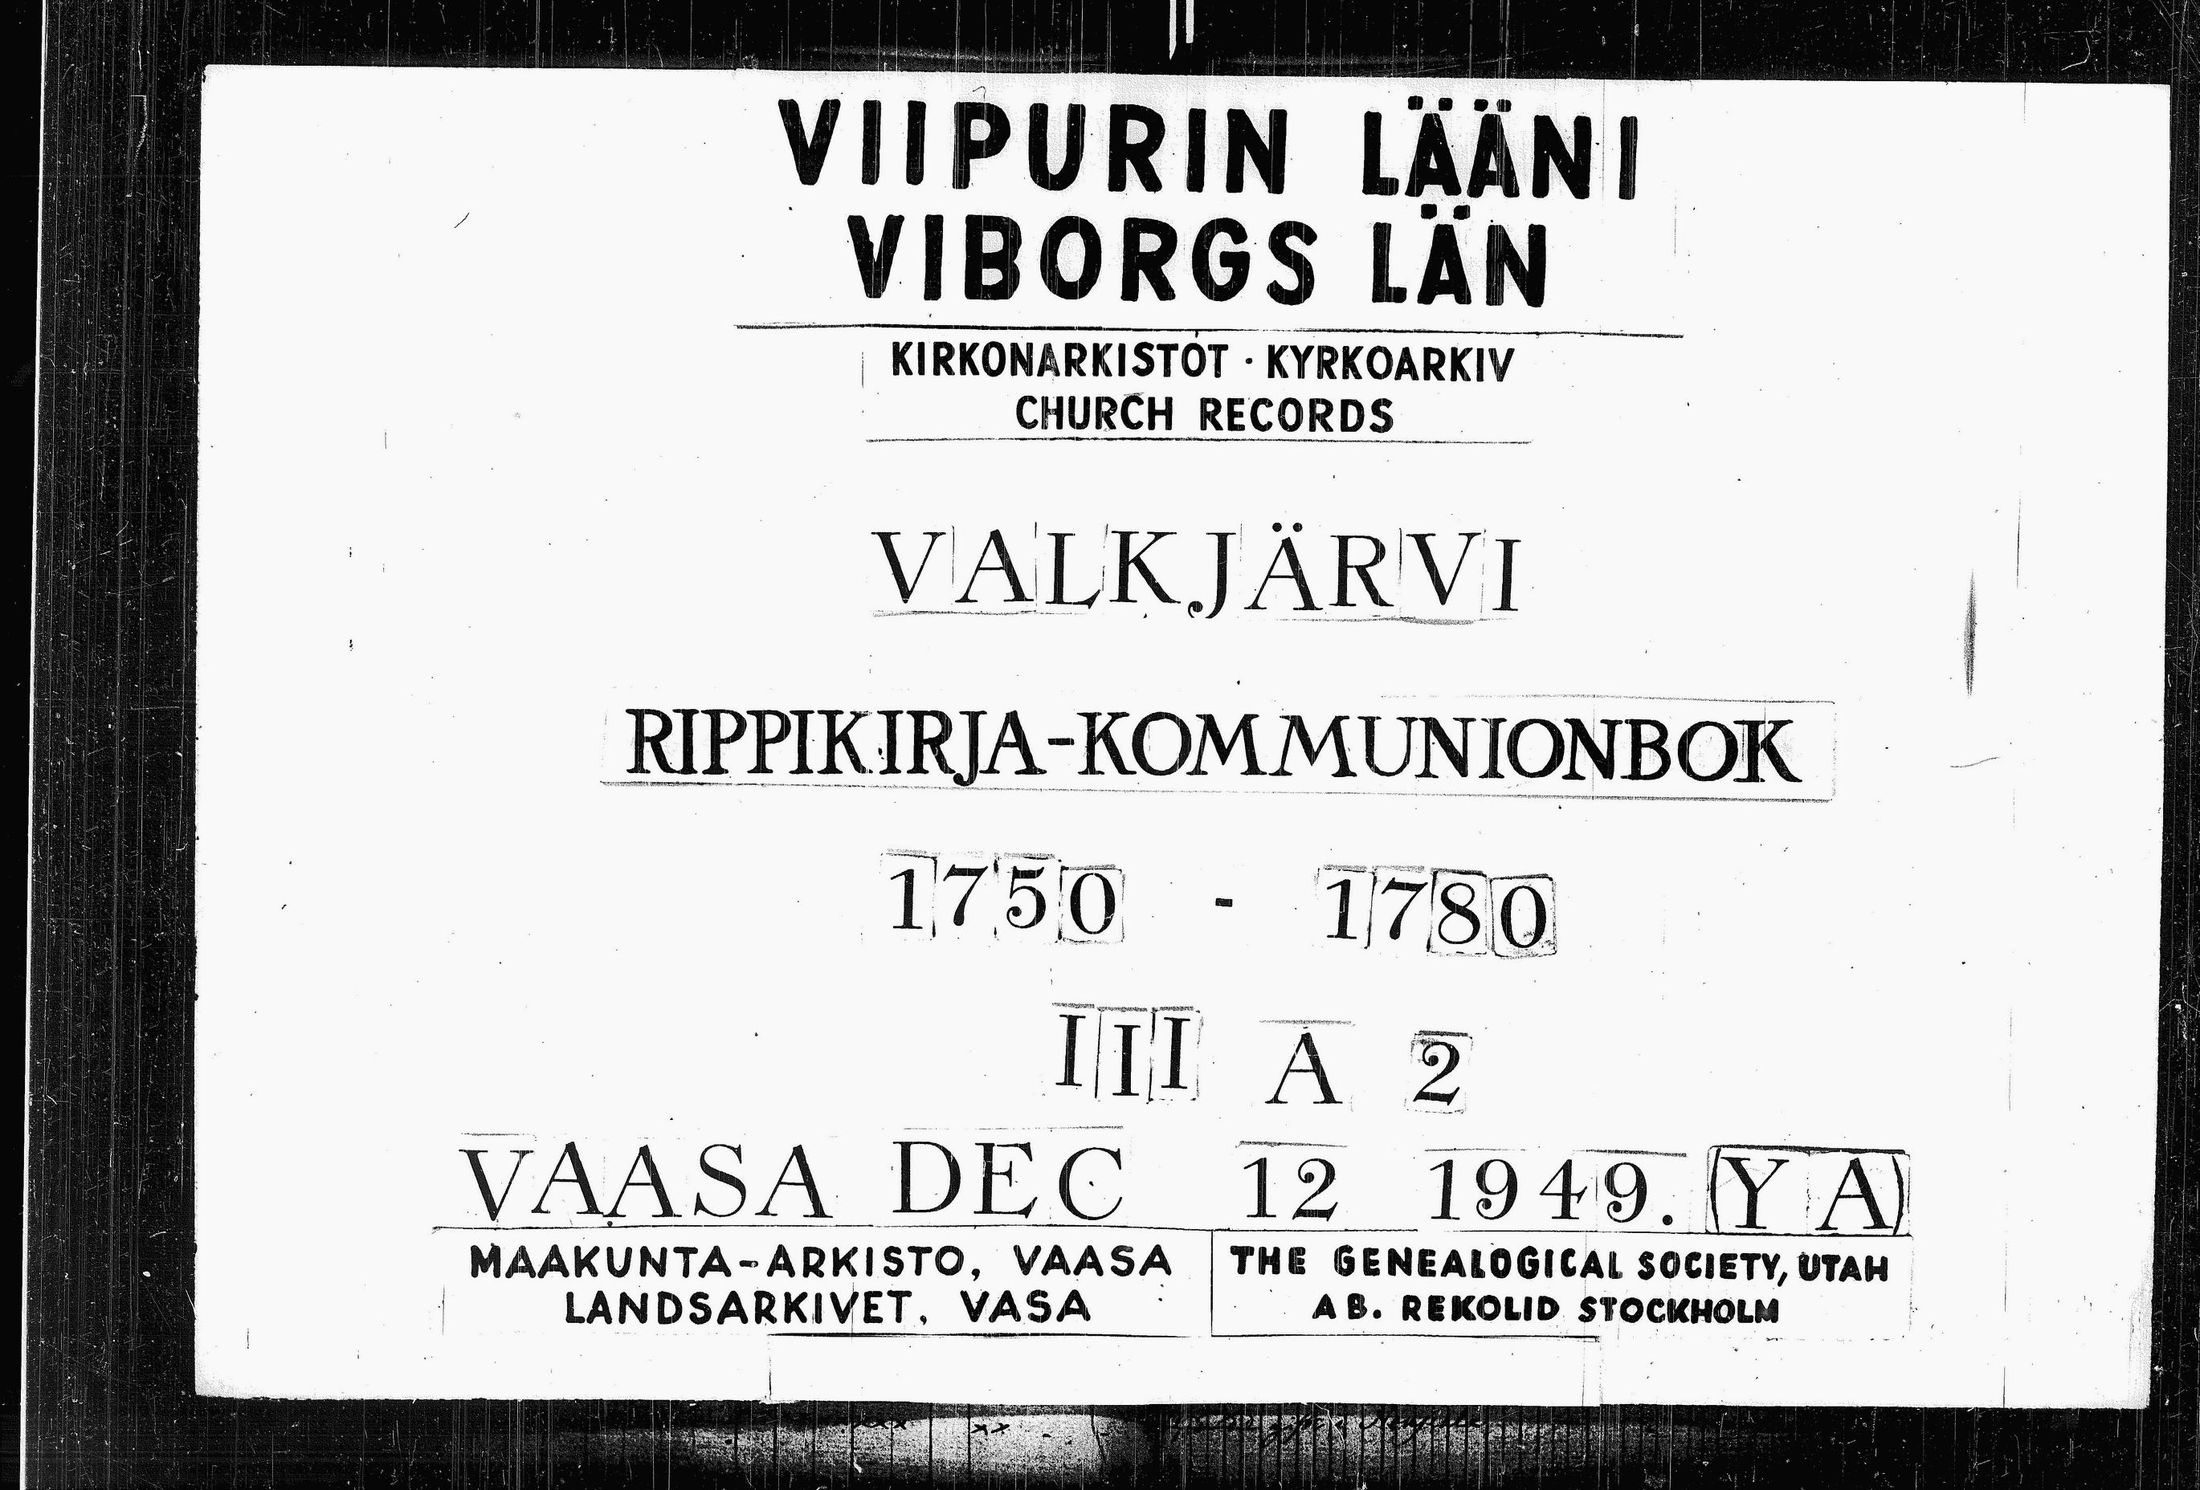 VIIPURIN LÄÄNI
VIBORGS LÄN
KIRKONARKISTOT · KYRKOARKIV
CHURCH RECORDS
VALKJÄRVI
RIPPIKIRJA-KOMMUNIONBOK
1750 - 1780
III A 2
VAASA DEC 12 1949. (YA)
MAAKUNTA-ARKISTO, VAASA
LANDSARKIVET, VASA
THE GENEALOGICAL SOCIETY, UTAH
AB. REKOLID STOCKHOLM